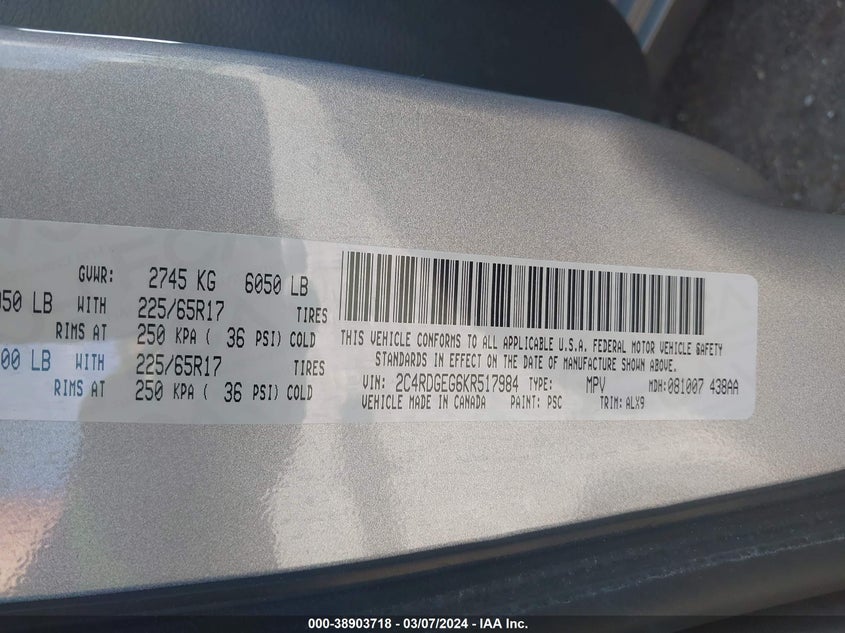 GVWR: 2745 KG 6050 LB
050 LB WITH 225/65R17 TIRES
RIMS AT 250 KPA ( 36 PSI) COLD
00 LB WITH 225/65R17 TIRES
RIMS AT 250 KPA ( 36 PSI) COLD
THIS VEHICLE CONFORMS TO ALL APPLICABLE U.S.A. FEDERAL MOTOR VEHICLE SAFETY
STANDARDS IN EFFECT ON THE DATE OF MANUFACTURE SHOWN ABOVE.
VIN: 2C4RDGEG6KR517984 TYPE: MPV MDH:081007 438AA
VEHICLE MADE IN CANADA PAINT: PSC TRIM: ALX9
000-38903718 - 03/07/2024 - IAA Inc.